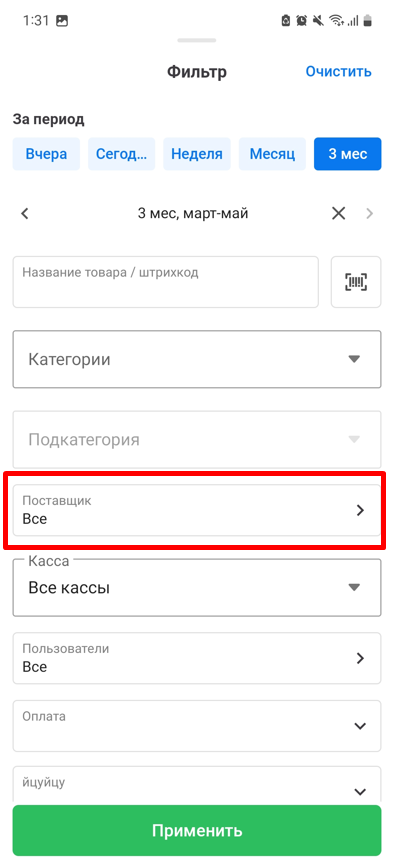 1:31
Фильтр
Очистить
За период
Вчера
Сегод...
Неделя
Месяц
3 мес
3 мес, март-май
Название товара / штрихкод
Категории
Подкатегория
Поставщик
Все
Касса
Все кассы
Пользователи
Все
Оплата
йцуйцу
Применить